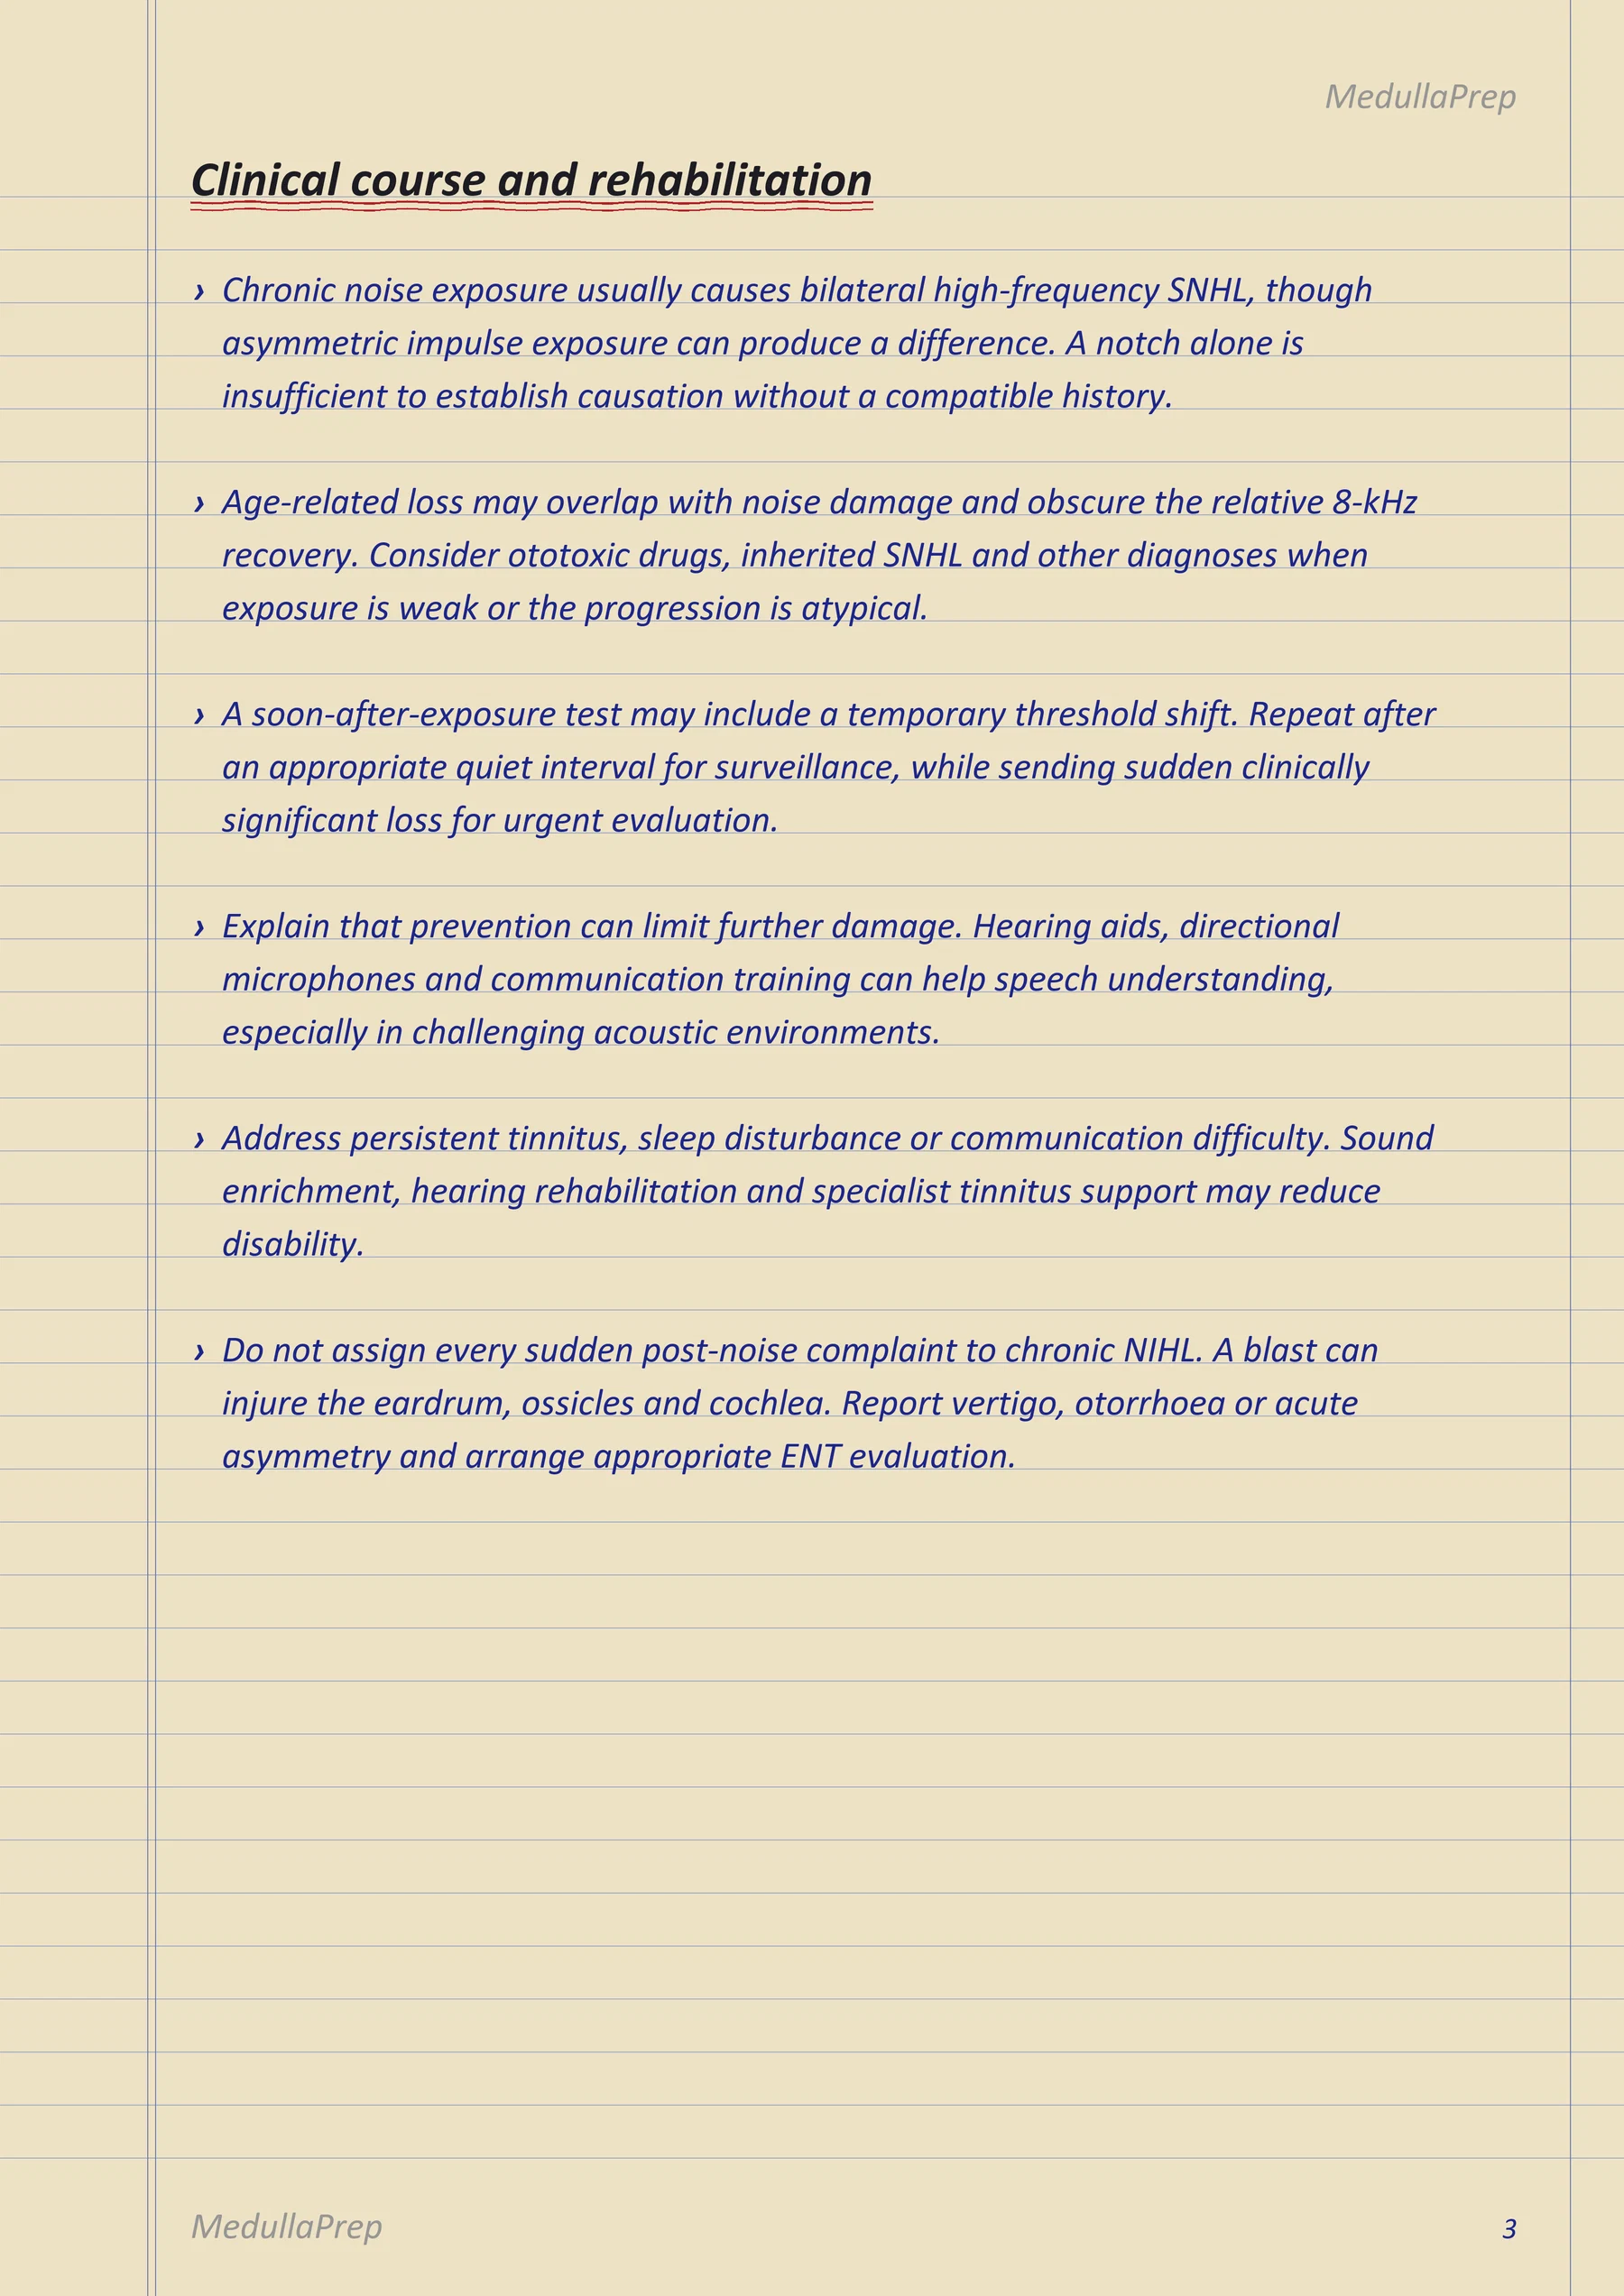 MedullaPrep
Clinical course and rehabilitation
› Chronic noise exposure usually causes bilateral high-frequency SNHL, though
asymmetric impulse exposure can produce a difference. A notch alone is
insufficient to establish causation without a compatible history.
› Age-related loss may overlap with noise damage and obscure the relative 8-kHz
recovery. Consider ototoxic drugs, inherited SNHL and other diagnoses when
exposure is weak or the progression is atypical.
› A soon-after-exposure test may include a temporary threshold shift. Repeat after
an appropriate quiet interval for surveillance, while sending sudden clinically
significant loss for urgent evaluation.
› Explain that prevention can limit further damage. Hearing aids, directional
microphones and communication training can help speech understanding,
especially in challenging acoustic environments.
› Address persistent tinnitus, sleep disturbance or communication difficulty. Sound
enrichment, hearing rehabilitation and specialist tinnitus support may reduce
disability.
› Do not assign every sudden post-noise complaint to chronic NIHL. A blast can
injure the eardrum, ossicles and cochlea. Report vertigo, otorrhoea or acute
asymmetry and arrange appropriate ENT evaluation.
MedullaPrep
3